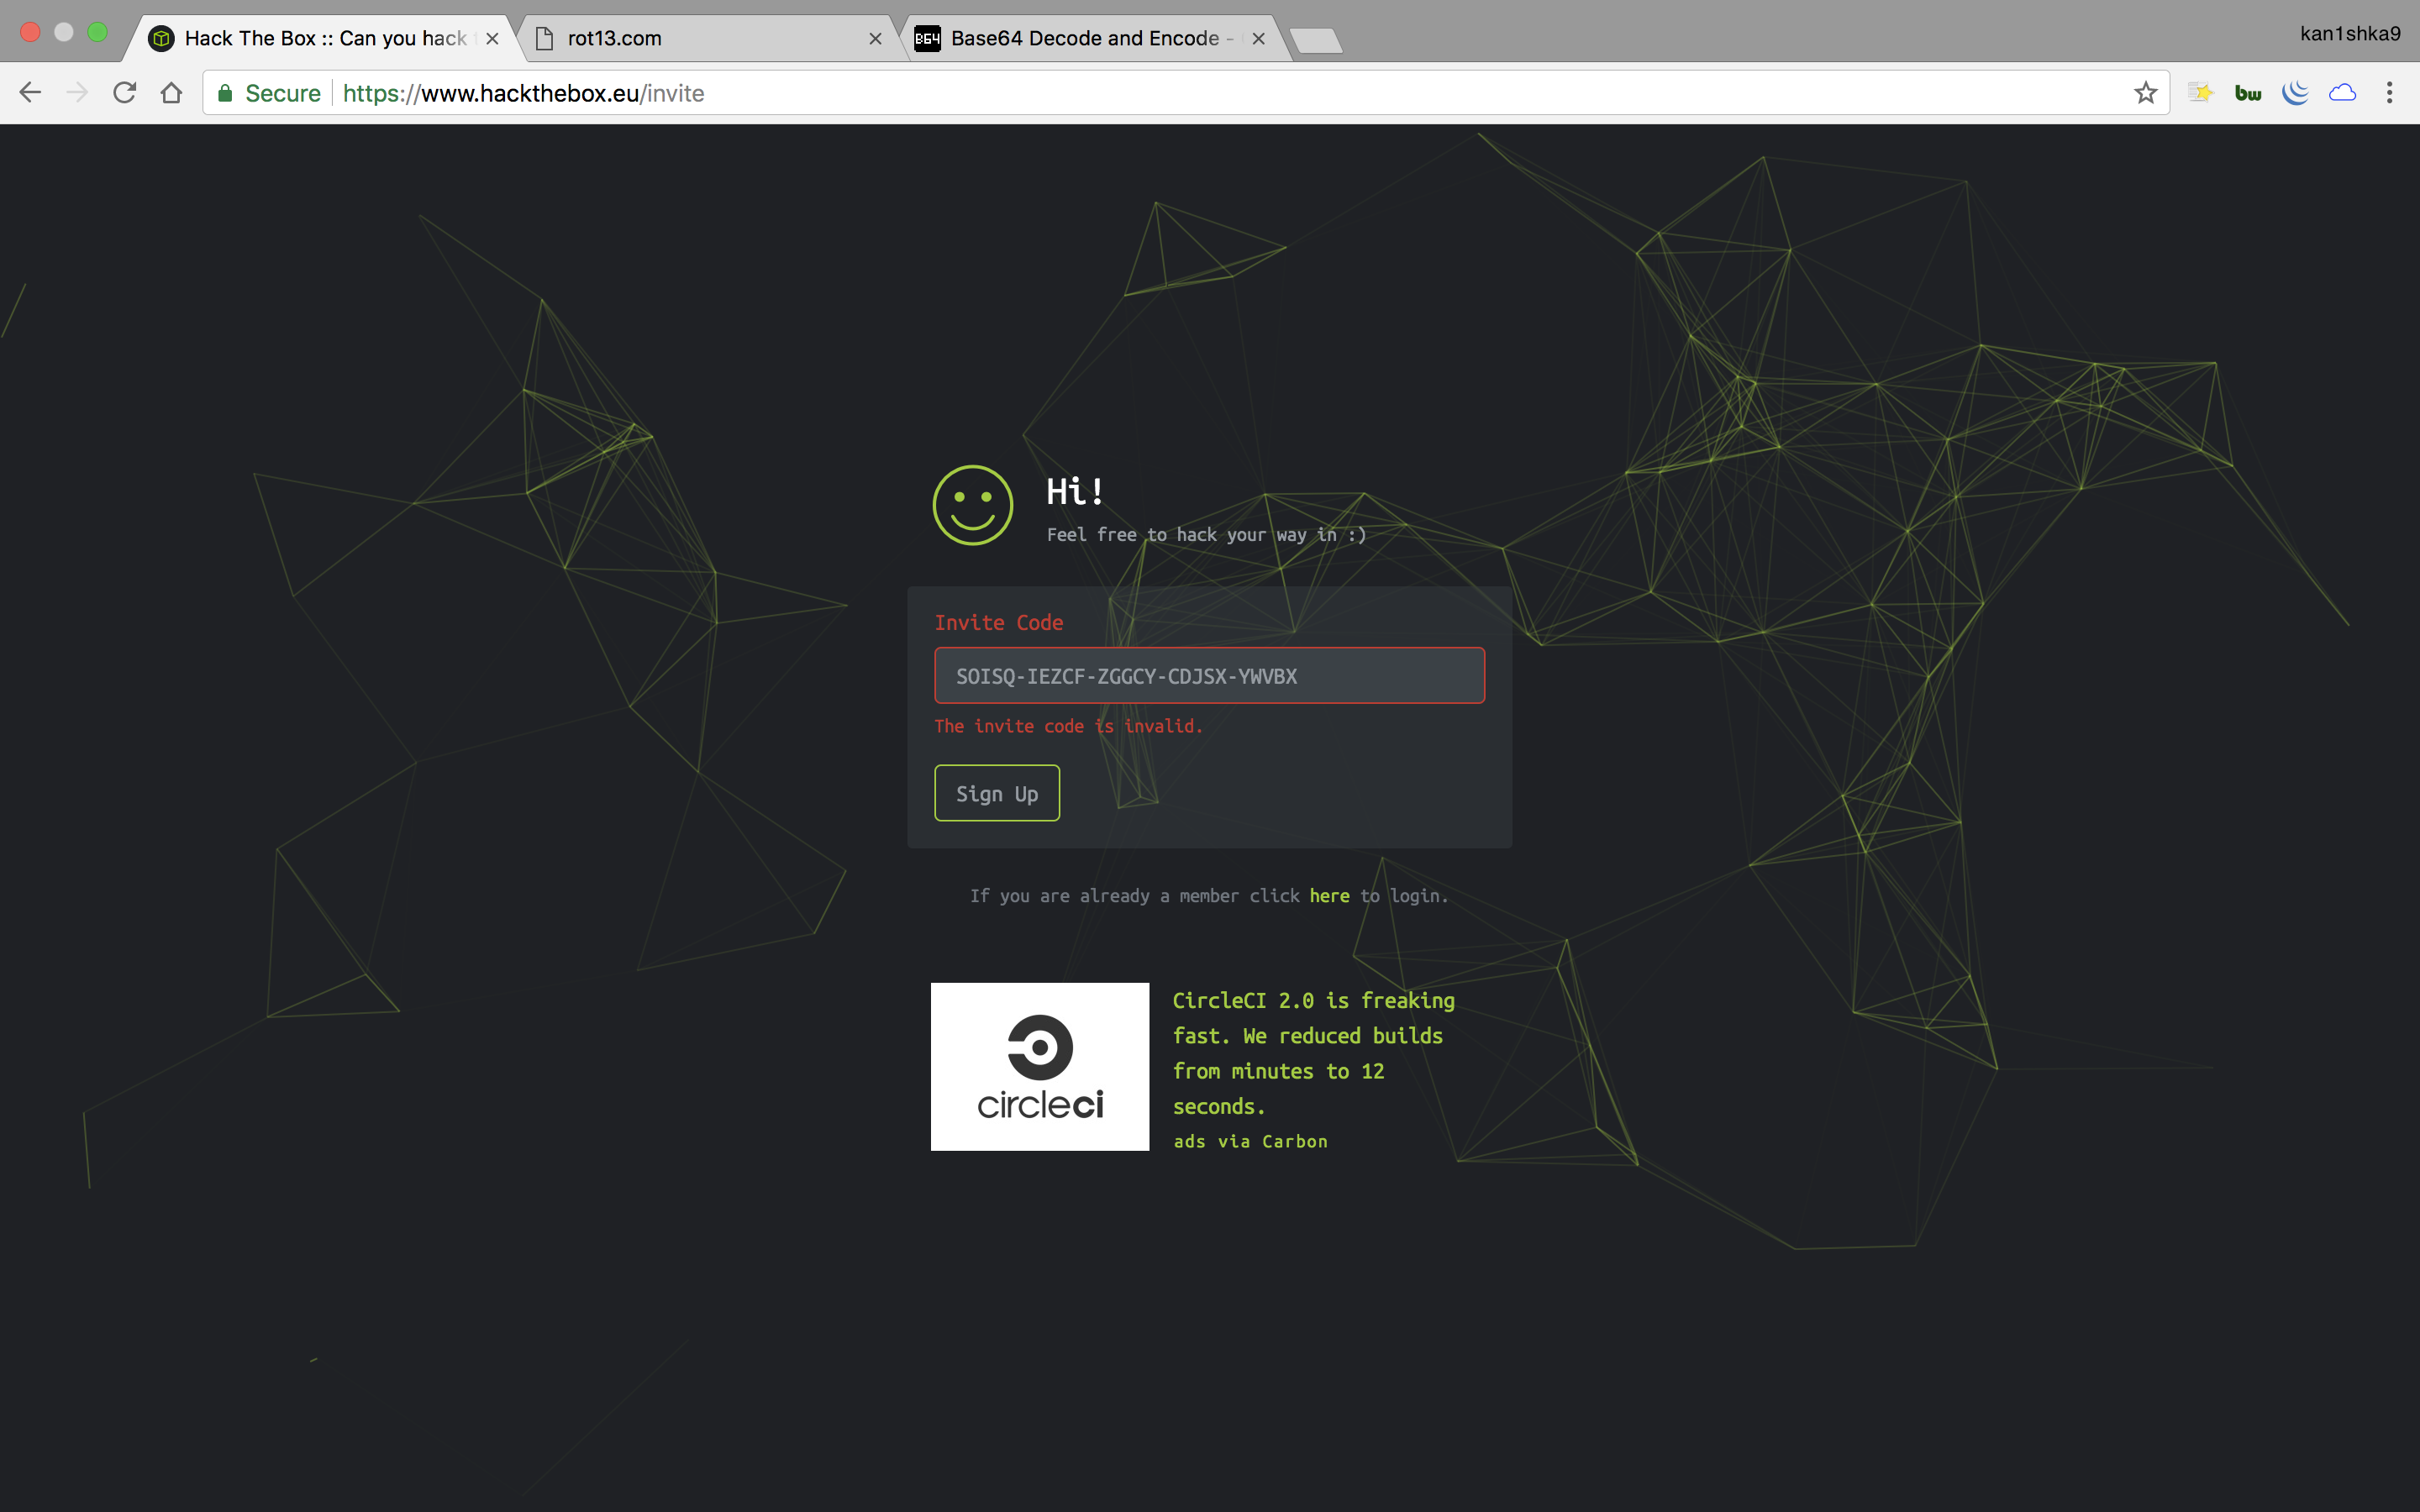 Hack The Box :: Can you hack
rot13.com
B64 Base64 Decode and Encode -
kan1shka9
Secure https://www.hackthebox.eu/invite
bw
Hi!
Feel free to hack your way in :)
Invite Code
SOISQ-IEZCF-ZGGCY-CDJSX-YWVBX
The invite code is invalid.
Sign Up
If you are already a member click here to login.
circleci
CircleCI 2.0 is freaking
fast. We reduced builds
from minutes to 12
seconds.
ads via Carbon